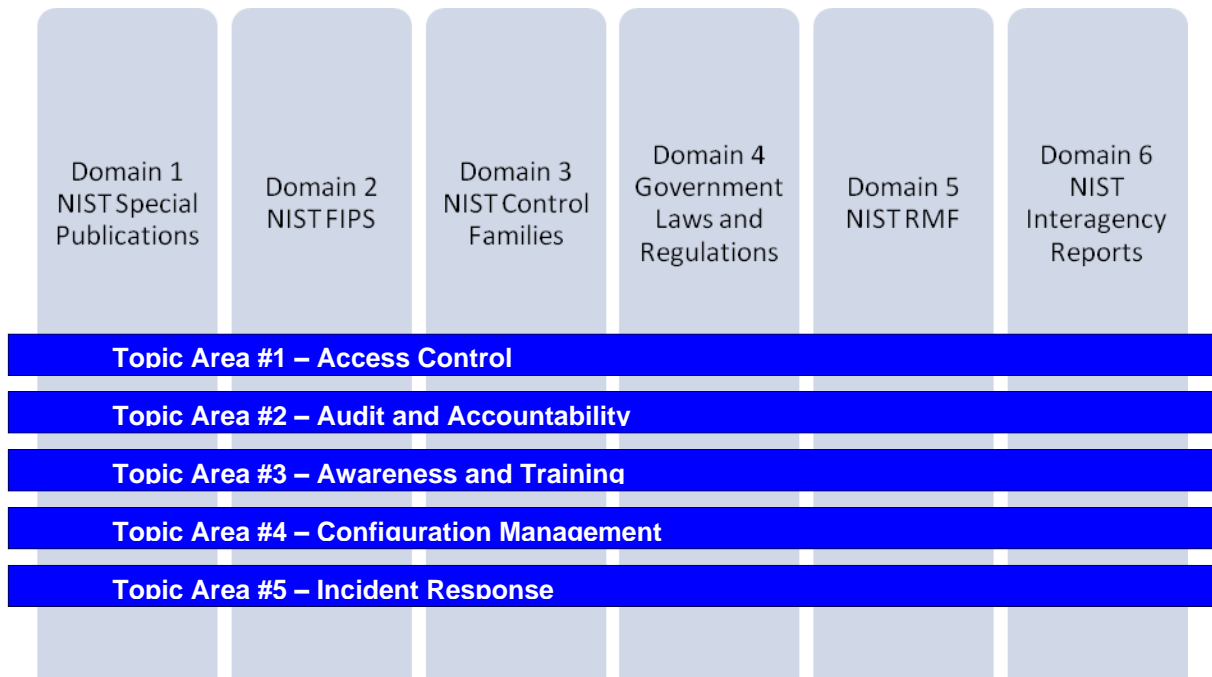 Domain 1
NIST Special
Publications
Domain 2
NIST FIPS
Domain 3
NIST Control
Families
Domain 4
Government
Laws and
Regulations
Domain 5
NIST RMF
Domain 6
NIST
Interagency
Reports
Topic Area #1 – Access Control
Topic Area #2 – Audit and Accountability
Topic Area #3 – Awareness and Training
Topic Area #4 – Configuration Management
Topic Area #5 – Incident Response